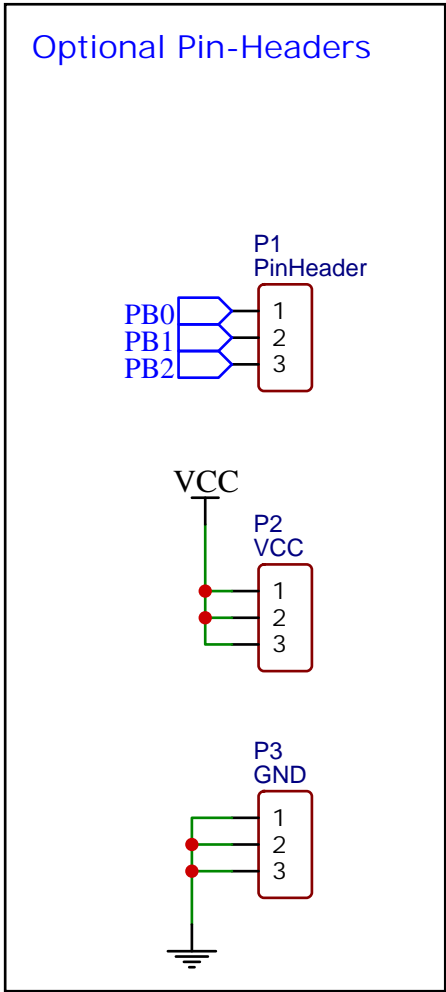 Optional Pin-Headers
P1
PinHeader
PB0 1
PB1 2
PB2 3
VCC
P2
VCC
1
2
3
P3
GND
1
2
3